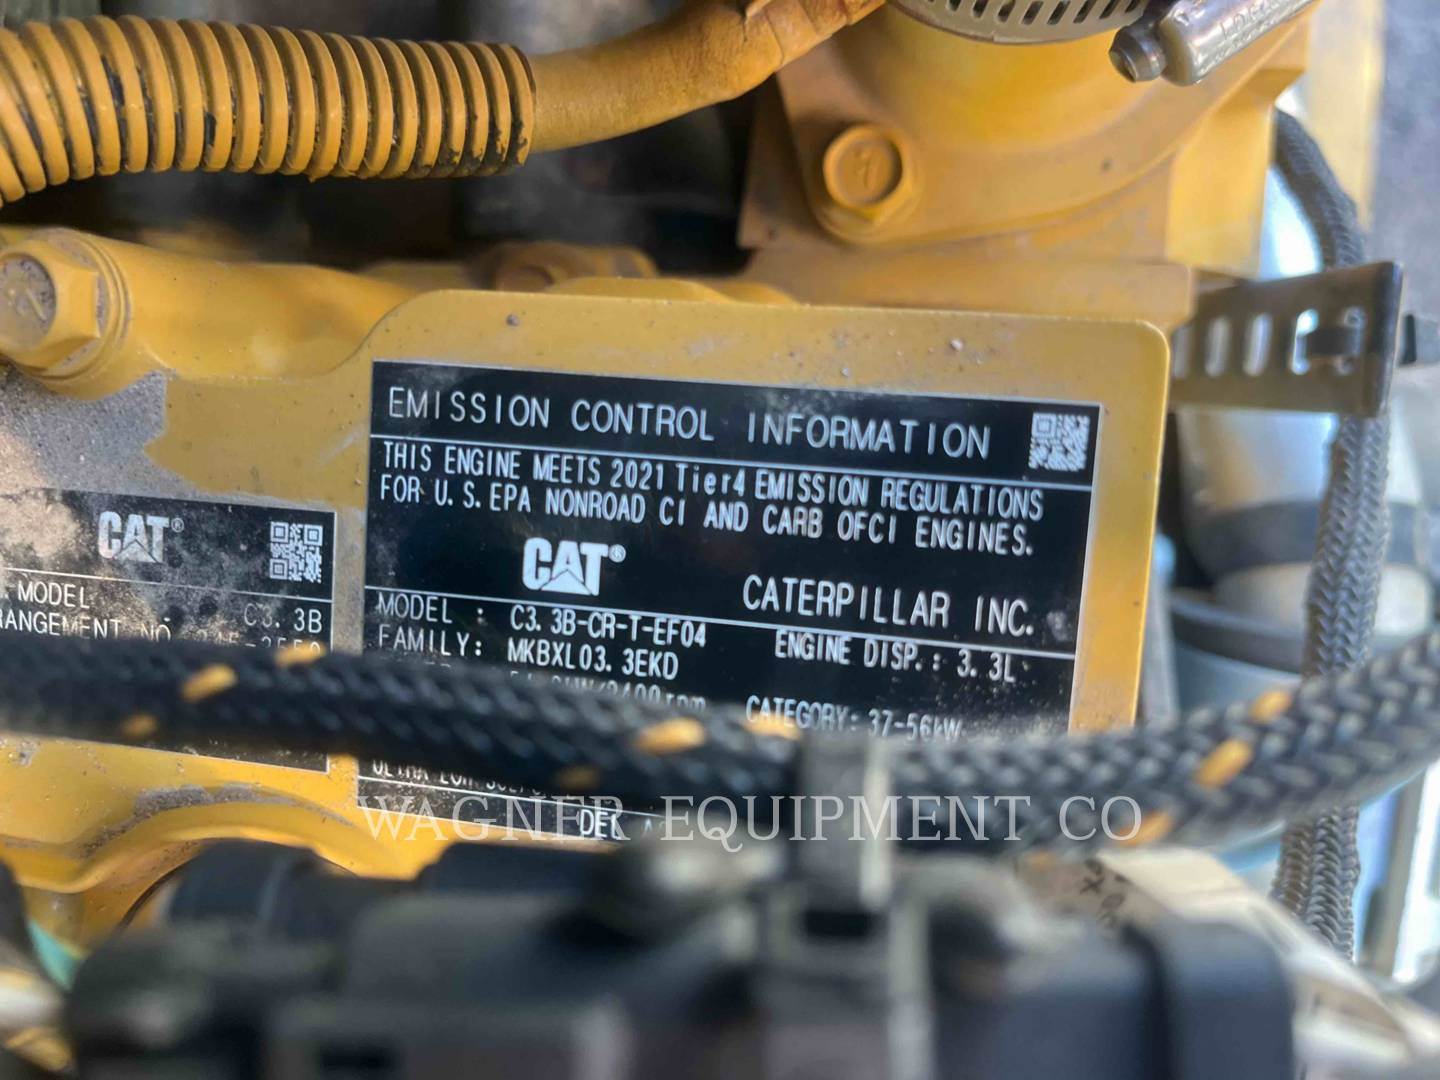 EMISSION CONTROL INFORMATION
THIS ENGINE MEETS 2021 Tier4 EMISSION REGULATIONS
FOR U.S. EPA NONROAD CI AND CARB OFCI ENGINES.
CAT®
CATERPILLAR INC.
MODEL : C3.3B-CR-T-EF04
ENGINE DISP.: 3.3L
FAMILY: MKBXL03.3EKD
rpm
CATEGORY: 37-56kW
CAT®
MODEL C3.3B
NO.
WAGNER EQUIPMENT CO